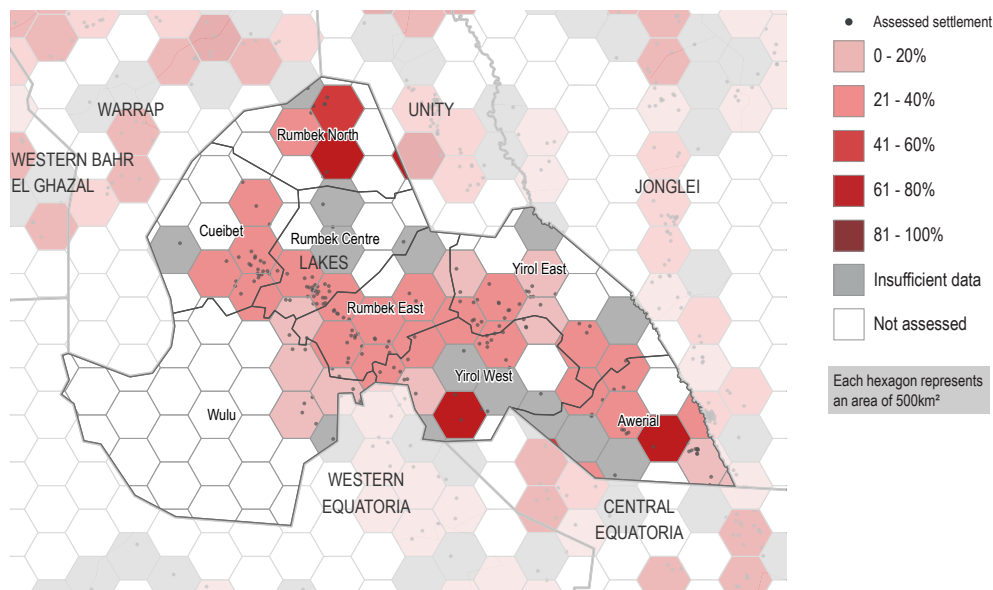 Assessed settlement
0 - 20%
21 - 40%
41 - 60%
61 - 80%
81 - 100%
Insufficient data
Not assessed
Each hexagon represents
an area of 500km²
WARRAP
UNITY
Rumbek North
WESTERN BAHR
EL GHAZAL
JONGLEI
Cueibet
Rumbek Centre
LAKES
Yirol East
Rumbek East
Yirol West
Wulu
Awerial
WESTERN
EQUATORIA
CENTRAL
EQUATORIA